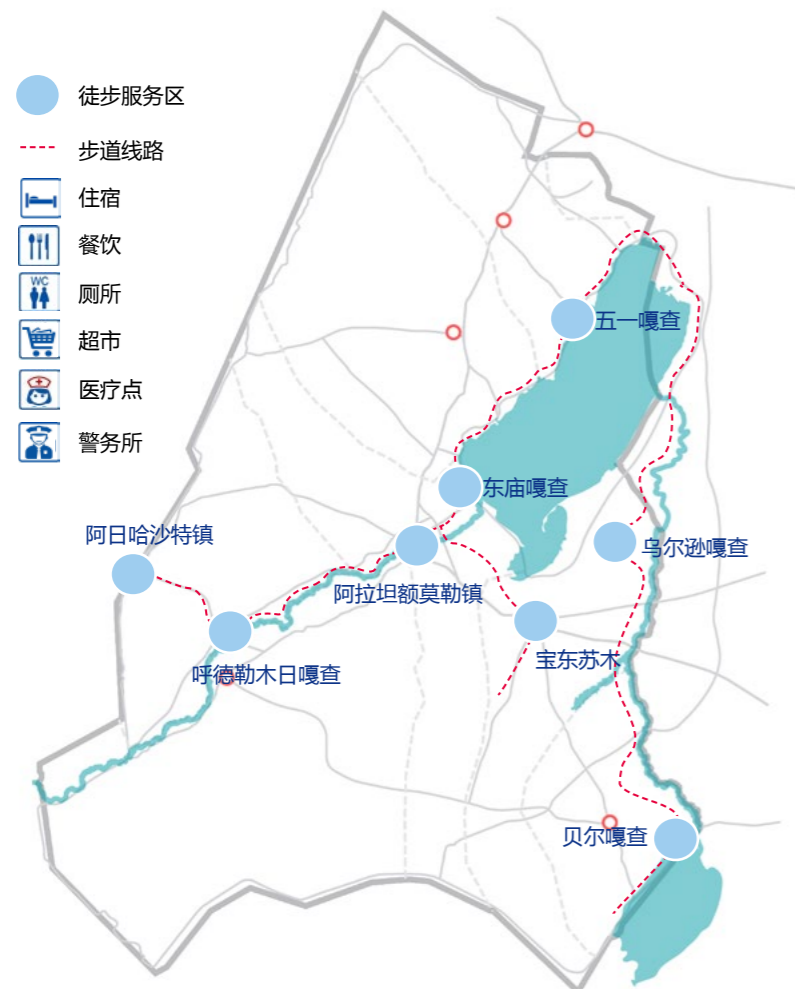 徒步服务区
步道线路
住宿
餐饮
WC
厕所
超市
医疗点
警务所
五一嘎查
东庙嘎查
阿日哈沙特镇
乌尔逊嘎查
阿拉坦额莫勒镇
宝东苏木
呼德勒木日嘎查
贝尔嘎查